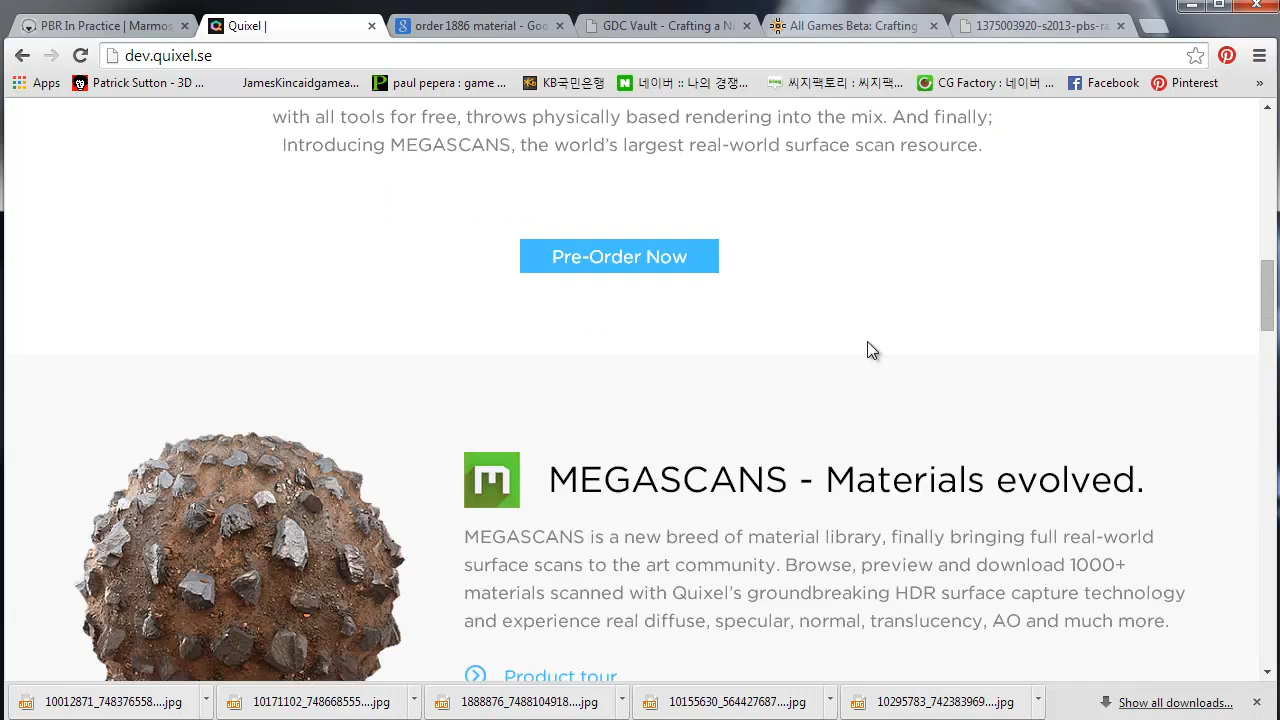 PBR In Practice | Marmos
Quixel |
order1886 material - Goo
GDC Vault - Crafting a N
All Games Beta: Crafting
1375003920-s2013-pbs-ra
dev.quixel.se
Apps
Patrick Sutton - 3D...
JamesKincaidgamea...
paul pepera : game ...
KB국민은행
네이버 :: 나의 경쟁...
씨지팩토리 : 씨지팩...
CG Factory : 네이버 ...
Facebook
Pinterest
»
with all tools for free, throws physically based rendering into the mix. And finally;
Introducing MEGASCANS, the world's largest real-world surface scan resource.
Pre-Order Now
MEGASCANS - Materials evolved.
MEGASCANS is a new breed of material library, finally bringing full real-world
surface scans to the art community. Browse, preview and download 1000+
materials scanned with Quixel's groundbreaking HDR surface capture technology
and experience real diffuse, specular, normal, translucency, AO and much more.
Product tour
10012871_748376558....jpg
10171102_748668555....jpg
1888876_7488104918...jpg
10155630_564427687....jpg
10295783_742383969....jpg
Show all downloads...